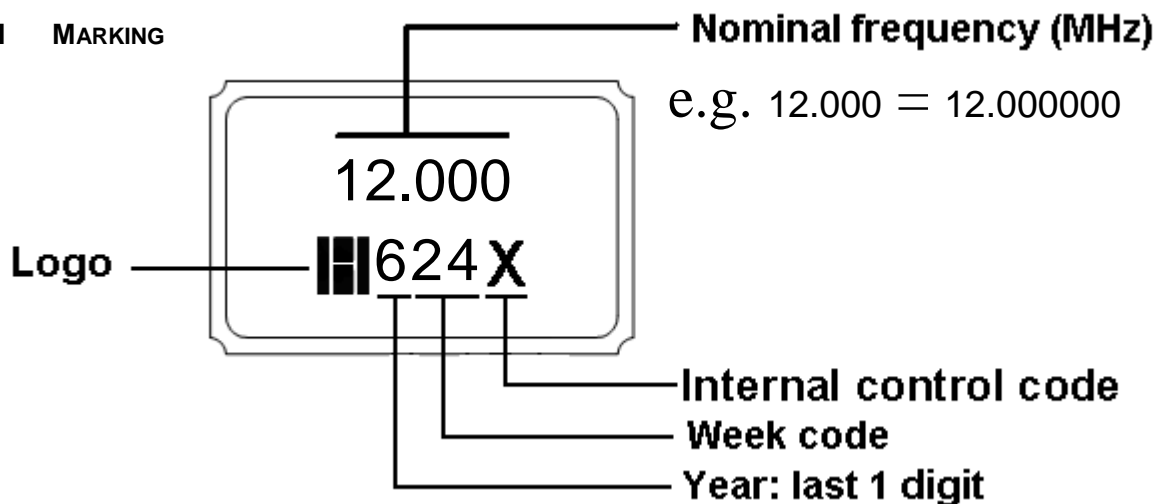 MARKING
Nominal frequency (MHz)
e.g. 12.000 = 12.000000
12.000
Logo
624X
Internal control code
Week code
Year: last 1 digit